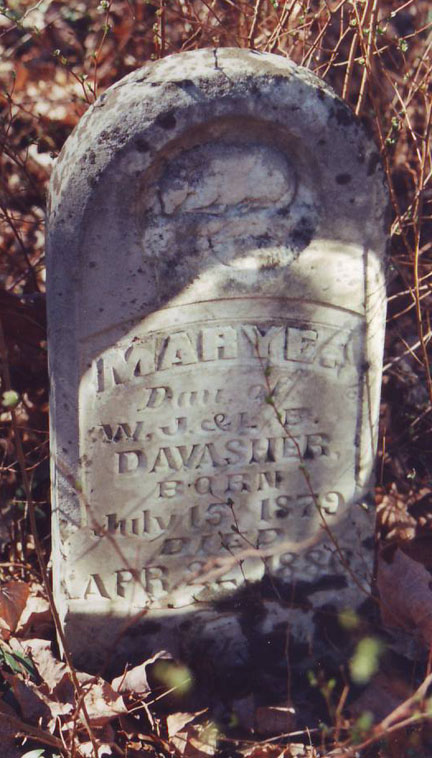 MARY E.
Dau. of
W. J. & L. E.
DAVASHER,
BORN
July 15, 1879
DIED
APR.